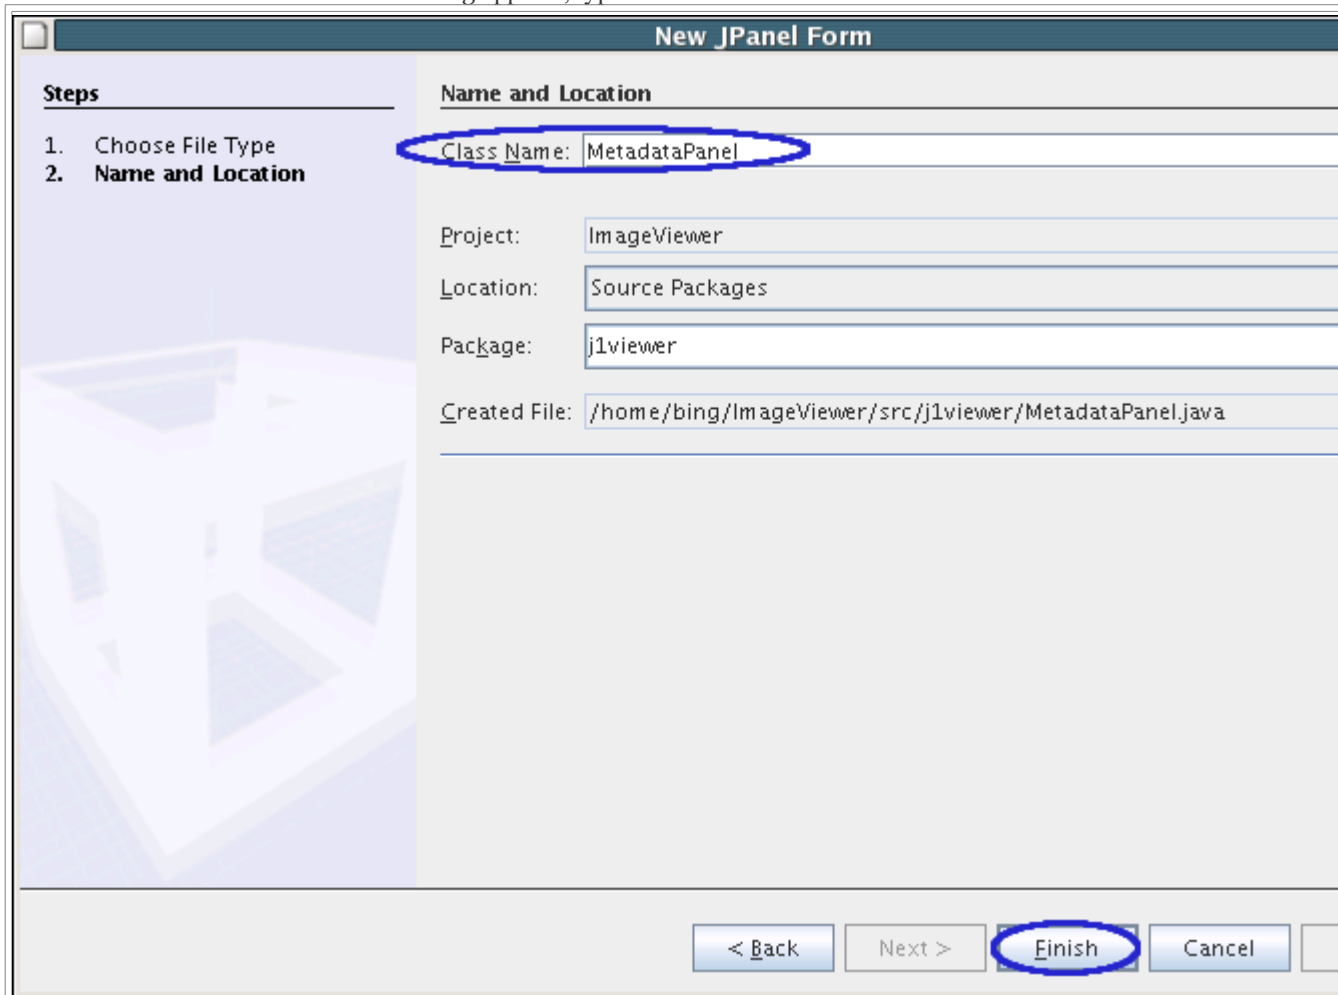 New JPanel Form
Steps
1. Choose File Type
2. Name and Location
Name and Location
Class Name: MetadataPanel
Project: ImageViewer
Location: Source Packages
Package: j1viewer
Created File: /home/bing/ImageViewer/src/j1viewer/MetadataPanel.java
< Back Next > Finish Cancel